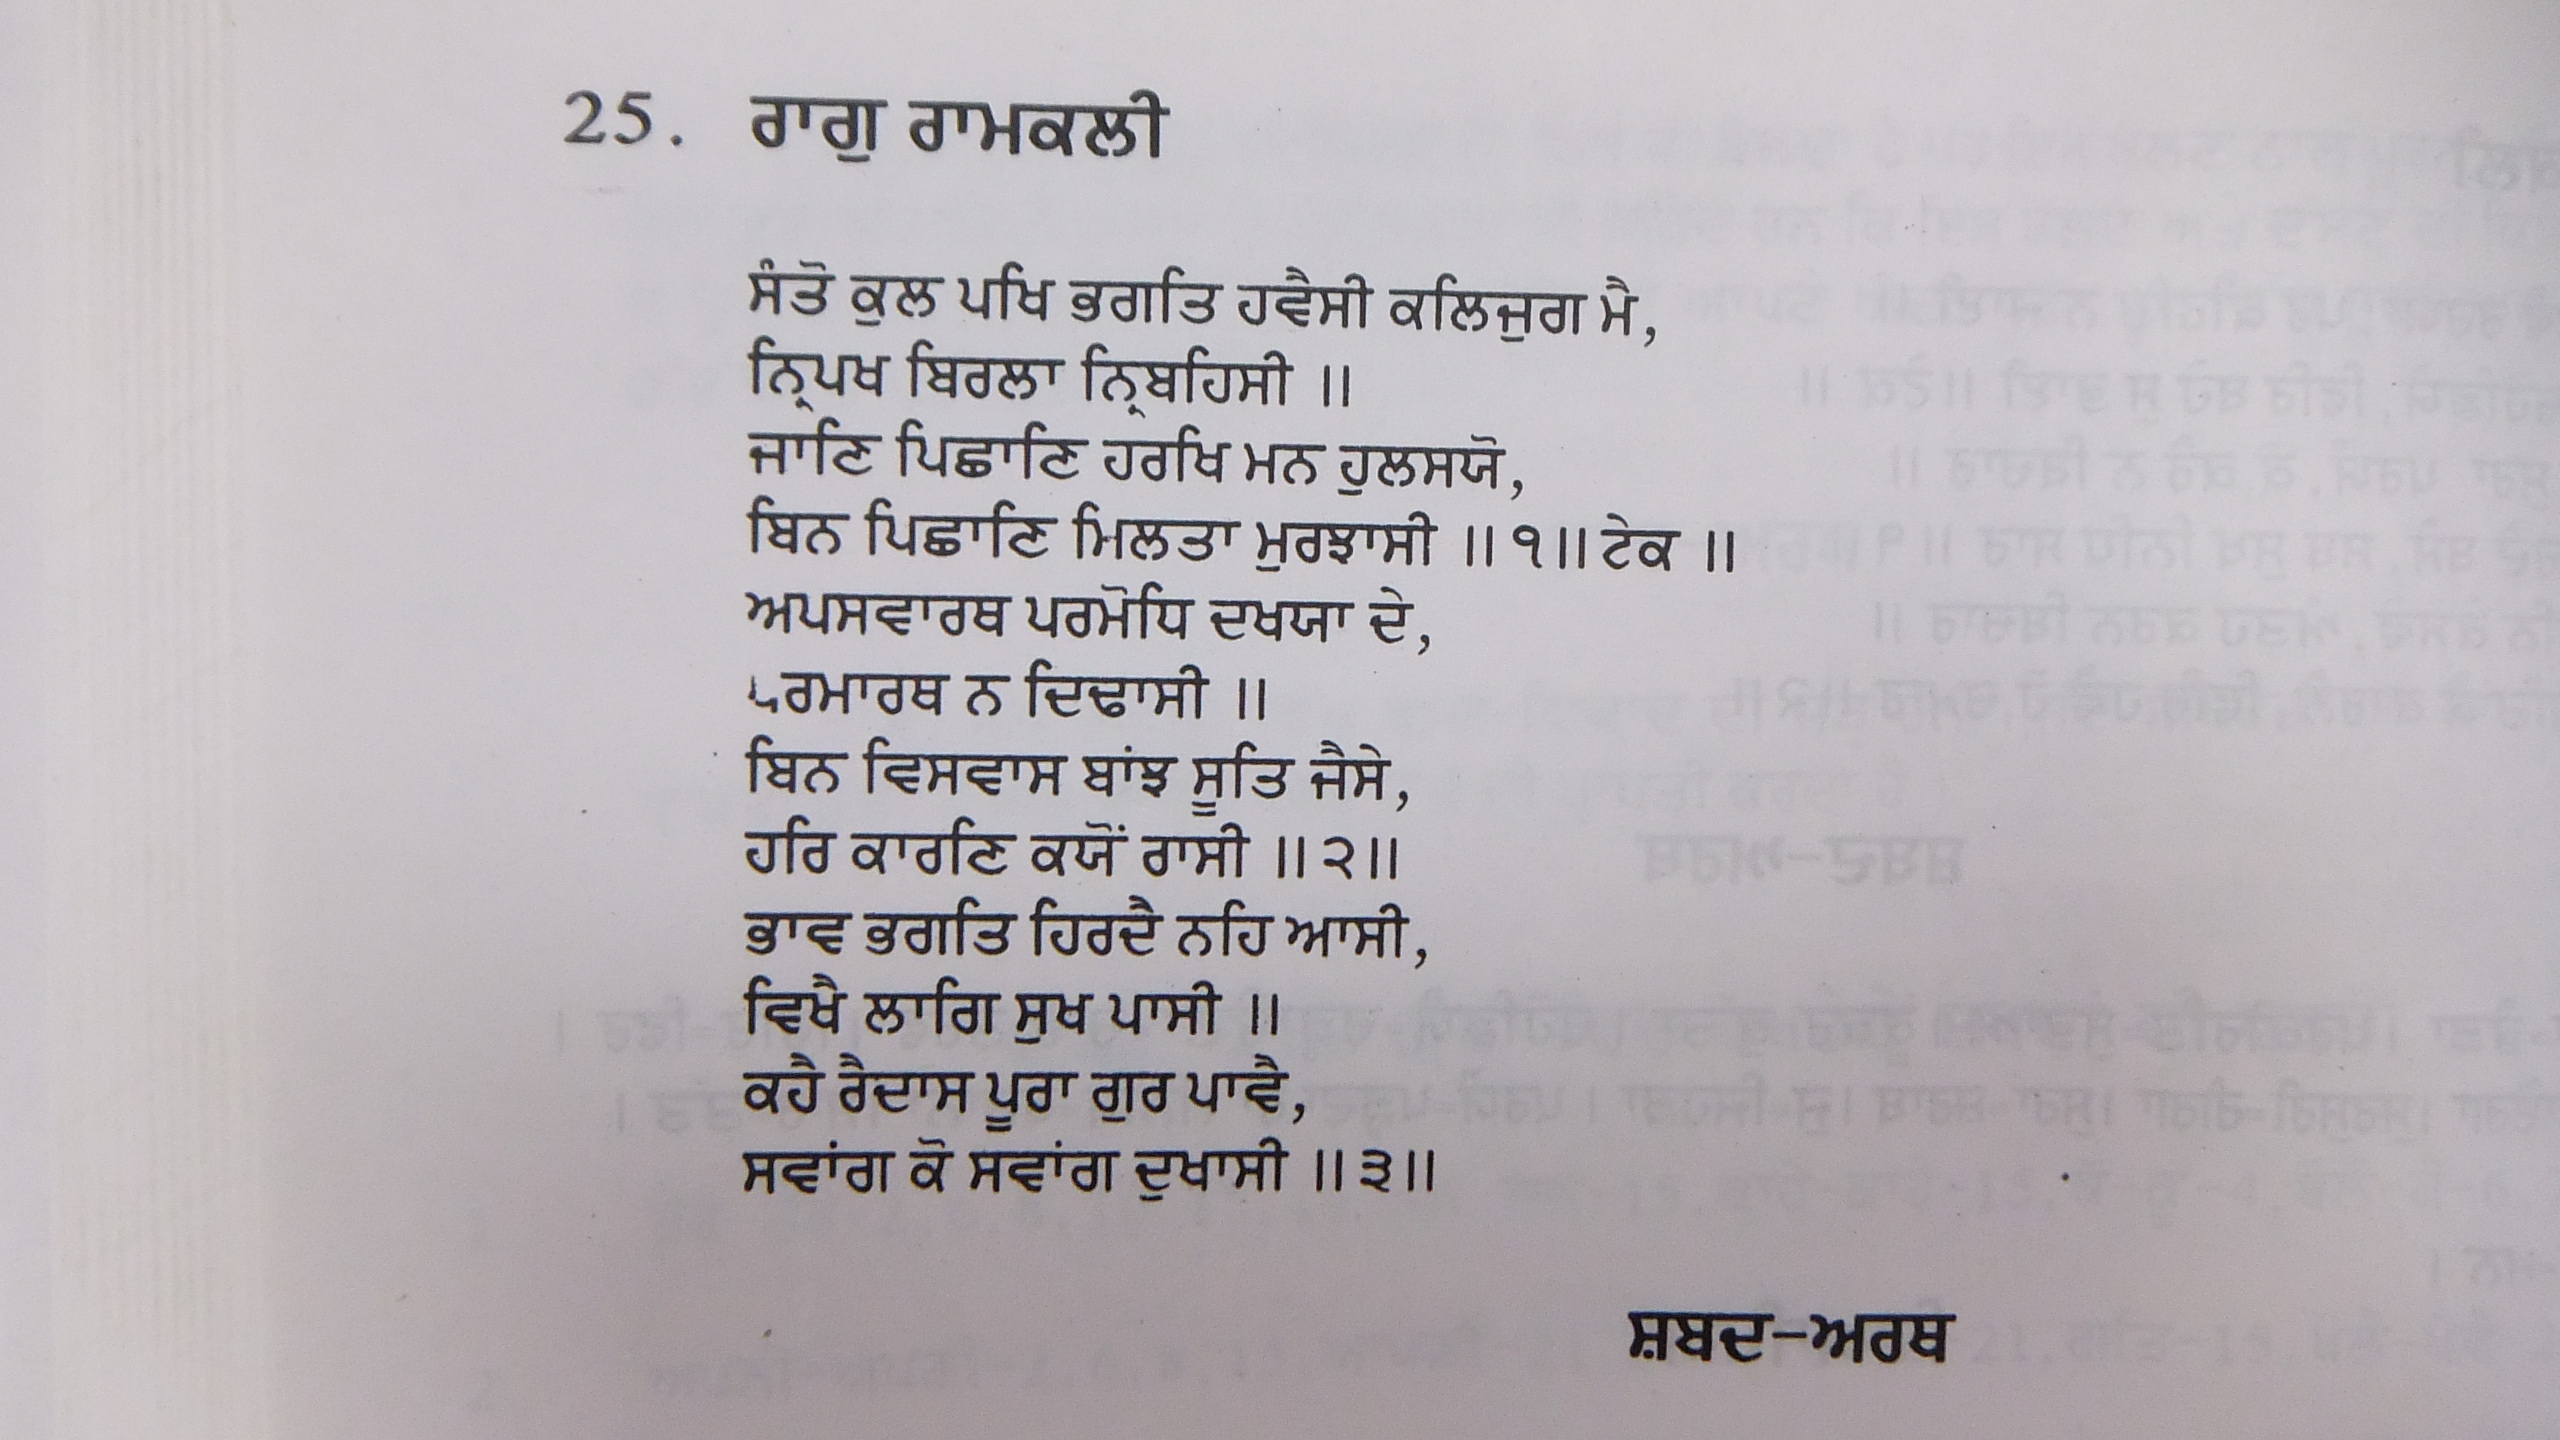 25. ਰਾਗੁ ਰਾਮਕਲੀ
ਸੰਤੋ ਕੁਲ ਪਖਿ ਭਗਤਿ ਹਵੈਸੀ ਕਲਿਜੁਗ ਮੈ,
ਨ੍ਰਿਪਖ ਬਿਰਲਾ ਨ੍ਰਿਬਹਿਸੀ ॥
ਜਾਣਿ ਪਿਛਾਣਿ ਹਰਖਿ ਮਨ ਹੁਲਸਯੋ,
ਬਿਨ ਪਿਛਾਣਿ ਮਿਲਤਾ ਮੁਰਝਾਸੀ ॥੧॥ ਟੇਕ ॥
ਅਪਸਵਾਰਥ ਪਰਮੋਧਿ ਦਖਯਾ ਦੇ,
ਪਰਮਾਰਥ ਨ ਦਿਢਾਸੀ ॥
ਬਿਨ ਵਿਸਵਾਸ ਬਾਂਝ ਸੂਤਿ ਜੈਸੇ,
ਹਰਿ ਕਾਰਣਿ ਕਯੋਂ ਰਾਸੀ ॥੨॥
ਭਾਵ ਭਗਤਿ ਹਿਰਦੈ ਨਹਿ ਆਸੀ,
ਵਿਖੈ ਲਾਗਿ ਸੁਖ ਪਾਸੀ ॥
ਕਹੈ ਰੈਦਾਸ ਪੂਰਾ ਗੁਰ ਪਾਵੈ,
ਸਵਾਂਗ ਕੋ ਸਵਾਂਗ ਦੁਖਾਸੀ ॥੩॥
ਸ਼ਬਦ-ਅਰਥ